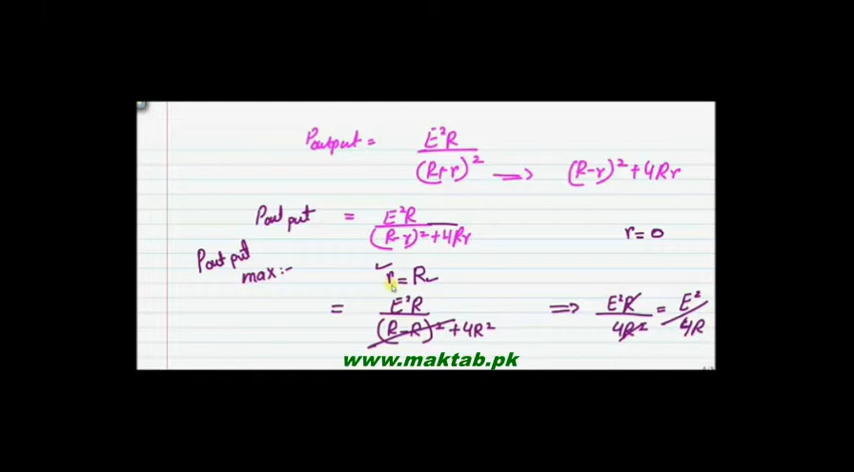 Poutput = E²R / (R+r)² ⟹ (R-r)² + 4Rr
Poutput = E²R / (R-r)² + 4Rr
r = 0
Poutput max:-
r = R
= E²R / (R-R)² + 4R² ⟹ E²R / 4R² = E² / 4R
www.maktab.pk